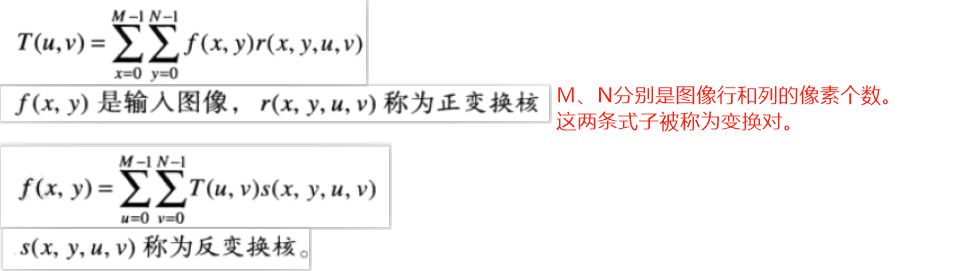 T(u,v) = \sum_{x=0}^{M-1} \sum_{y=0}^{N-1} f(x, y)r(x, y,u,v)
f(x, y) 是输入图像， r(x, y, u, v) 称为正变换核
M、N分别是图像行和列的像素个数。
这两条式子被称为变换对。
f(x, y) = \sum_{u=0}^{M-1} \sum_{v=0}^{N-1} T(u, v)s(x, y, u, v)
s(x, y, u, v) 称为反变换核。